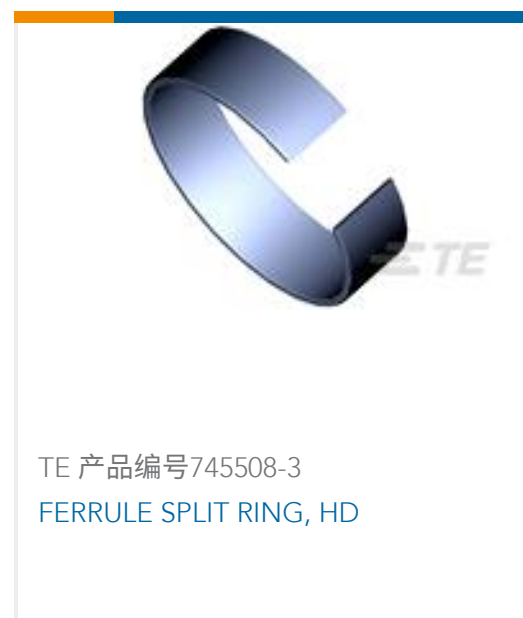 TE
TE 产品编号745508-3
FERRULE SPLIT RING, HD